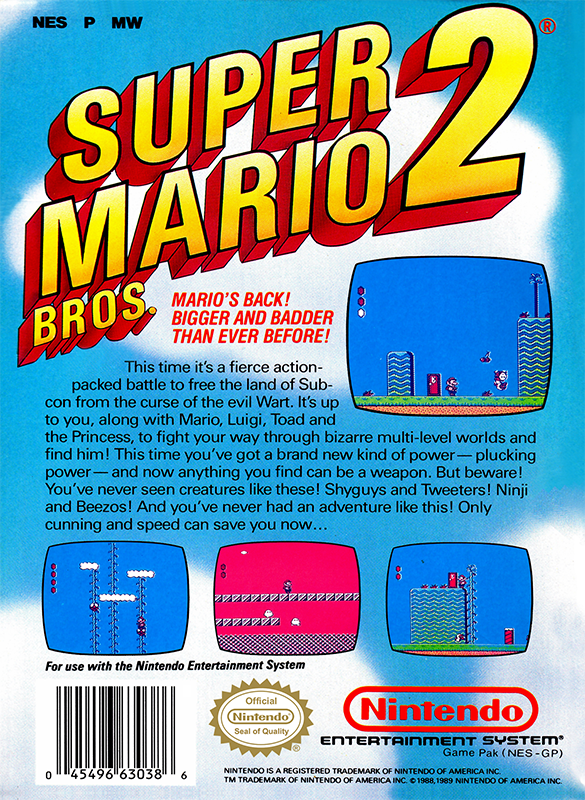 NES P MW
SUPER
MARIO 2®
BROS.
MARIO'S BACK!
BIGGER AND BADDER
THAN EVER BEFORE!
This time it's a fierce action-
packed battle to free the land of Sub-
con from the curse of the evil Wart. It's up
to you, along with Mario, Luigi, Toad and
the Princess, to fight your way through bizarre multi-level worlds and
find him! This time you've got a brand new kind of power—plucking
power—and now anything you find can be a weapon. But beware!
You've never seen creatures like these! Shyguys and Tweeters! Ninji
and Beezos! And you've never had an adventure like this! Only
cunning and speed can save you now...
For use with the Nintendo Entertainment System
0 45496 63038 6
Official
Nintendo
Seal of Quality
®
Nintendo
ENTERTAINMENT SYSTEM®
Game Pak (NES-GP)
NINTENDO IS A REGISTERED TRADEMARK OF NINTENDO OF AMERICA INC.
TM TRADEMARK OF NINTENDO OF AMERICA INC. ©1988,1989 NINTENDO OF AMERICA INC.